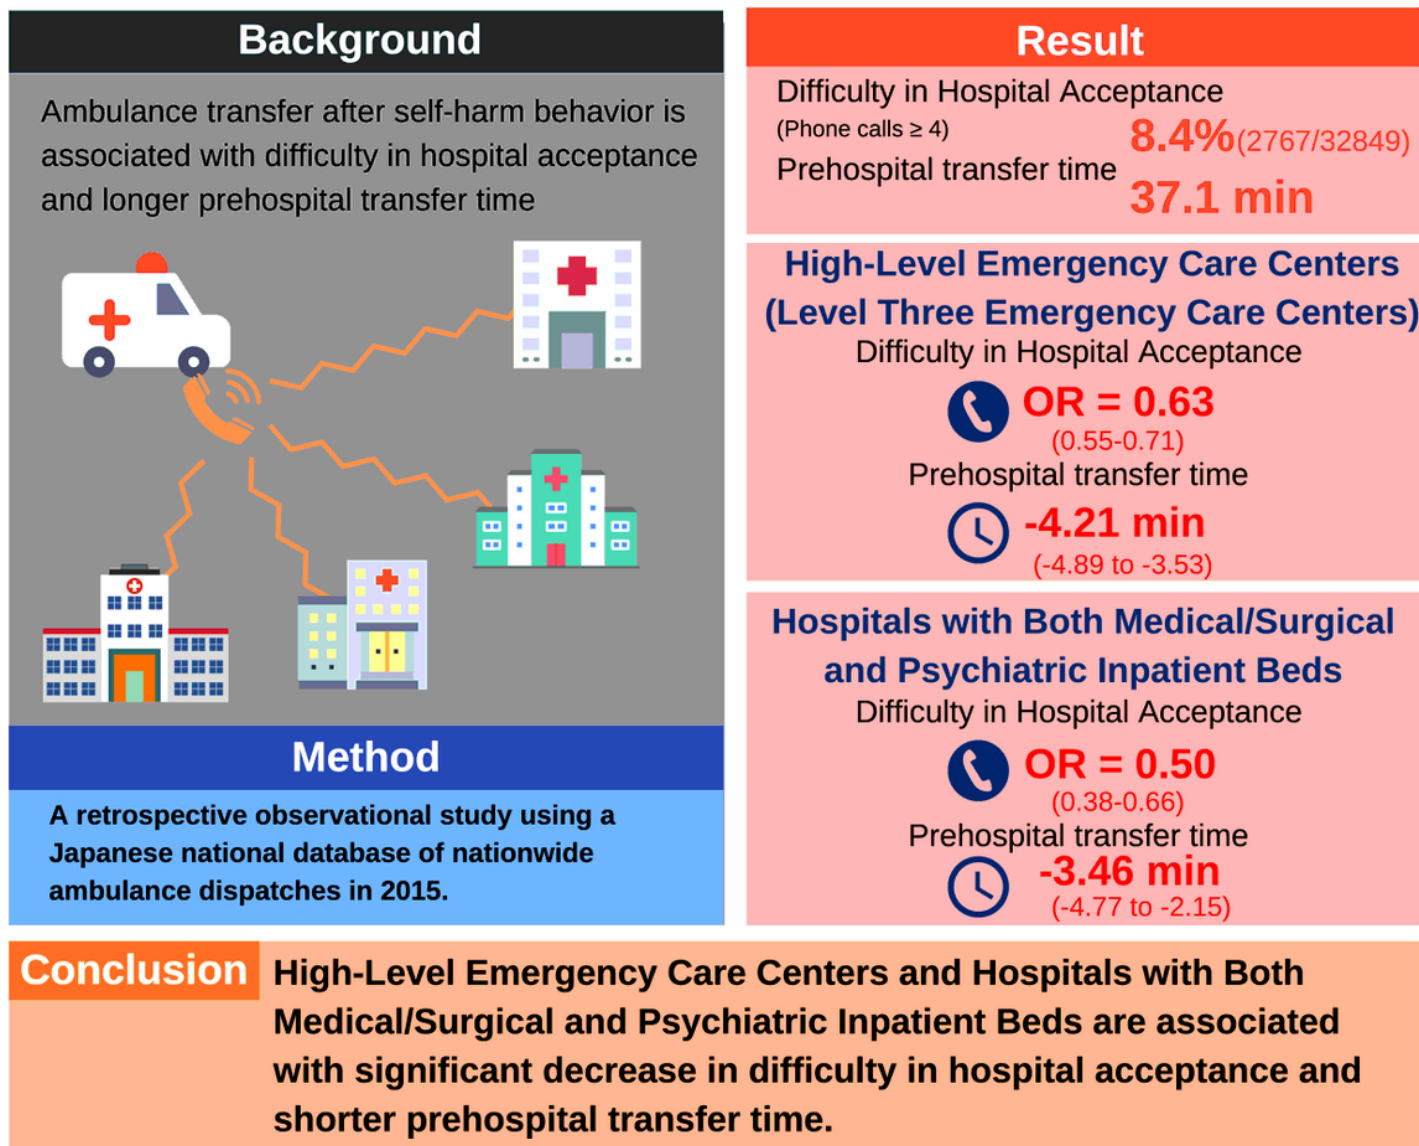 Background
Ambulance transfer after self-harm behavior is
associated with difficulty in hospital acceptance
and longer prehospital transfer time
Method
A retrospective observational study using a
Japanese national database of nationwide
ambulance dispatches in 2015.
Result
Difficulty in Hospital Acceptance
(Phone calls ≥ 4)
8.4%(2767/32849)
Prehospital transfer time
37.1 min
High-Level Emergency Care Centers
(Level Three Emergency Care Centers)
Difficulty in Hospital Acceptance
OR = 0.63
(0.55-0.71)
Prehospital transfer time
-4.21 min
(-4.89 to -3.53)
Hospitals with Both Medical/Surgical
and Psychiatric Inpatient Beds
Difficulty in Hospital Acceptance
OR = 0.50
(0.38-0.66)
Prehospital transfer time
-3.46 min
(-4.77 to -2.15)
Conclusion
High-Level Emergency Care Centers and Hospitals with Both
Medical/Surgical and Psychiatric Inpatient Beds are associated
with significant decrease in difficulty in hospital acceptance and
shorter prehospital transfer time.